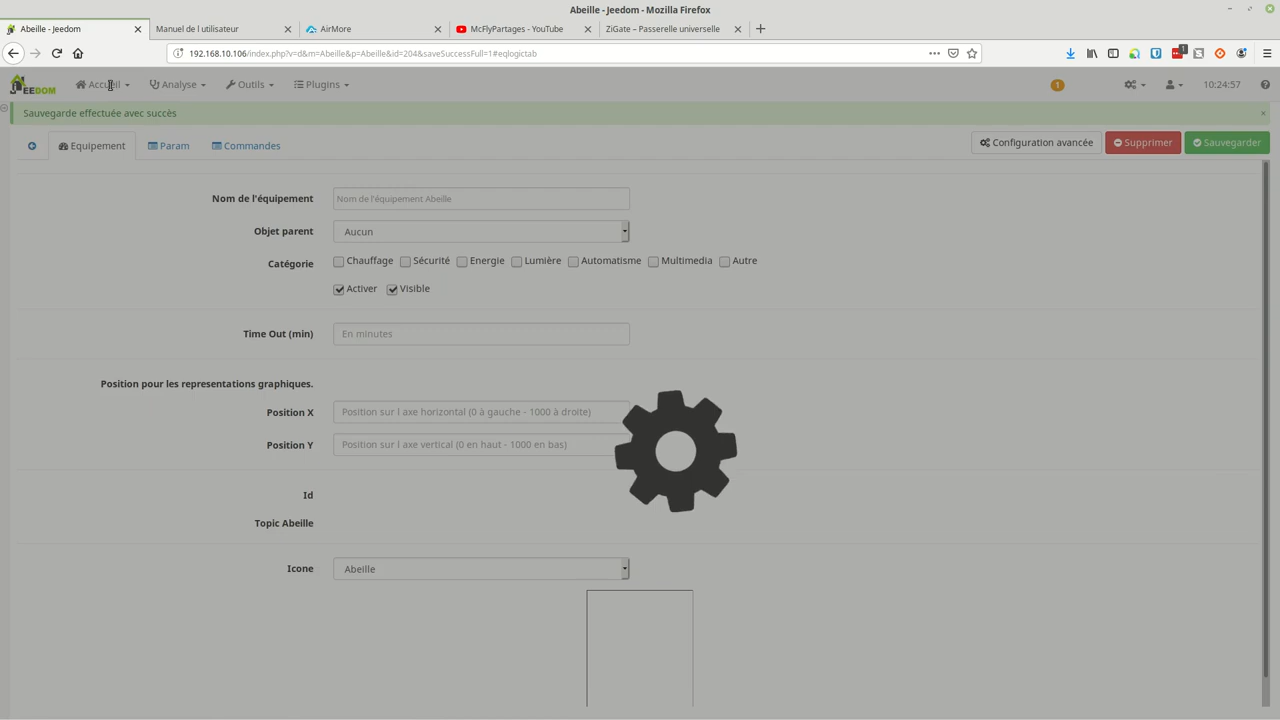 Abeille - Jeedom - Mozilla Firefox
Abeille - Jeedom
Manuel de l utilisateur
AirMore
McFlyPartages - YouTube
ZiGate – Passerelle universelle
192.168.10.106/index.php?v=d&m=Abeille&p=Abeille&id=204&saveSuccessFull=1#eqlogictab
1
JEEDOM
Accueil
Analyse
Outils
Plugins
1
10:24:57
Sauvegarde effectuée avec succès
Equipement
Param
Commandes
Configuration avancée
Supprimer
Sauvegarder
Nom de l'équipement
Nom de l'équipement Abeille
Objet parent
Aucun
Catégorie
Chauffage Sécurité Energie Lumière Automatisme Multimedia Autre
Activer Visible
Time Out (min)
En minutes
Position pour les representations graphiques.
Position X
Position sur l axe horizontal (0 à gauche - 1000 à droite)
Position Y
Position sur l axe vertical (0 en haut - 1000 en bas)
Id
Topic Abeille
Icone
Abeille